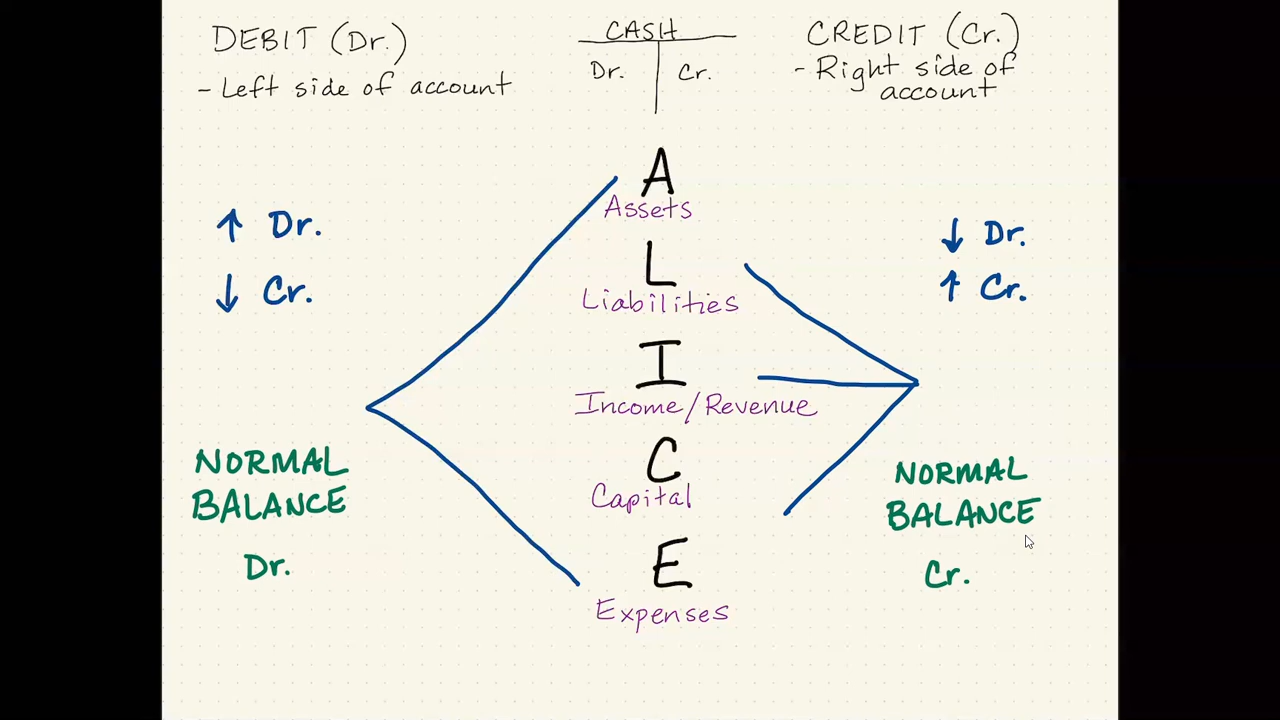 DEBIT (Dr.)
- Left side of account
CASH
Dr. Cr.
CREDIT (Cr.)
- Right side of
account
↑ Dr.
↓ Cr.
A
Assets
L
Liabilities
I
Income/Revenue
C
Capital
E
Expenses
↓ Dr.
↑ Cr.
NORMAL
BALANCE
Dr.
NORMAL
BALANCE
Cr.